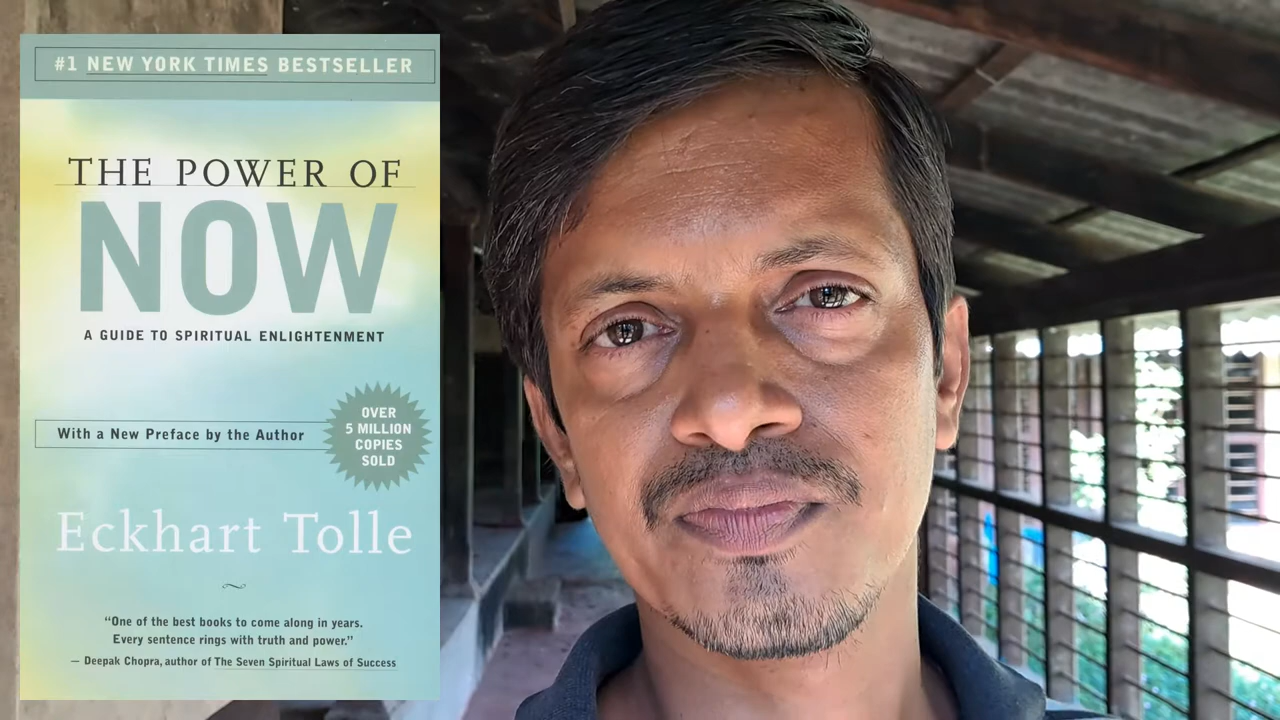 #1 NEW YORK TIMES BESTSELLER
THE POWER OF
NOW
A GUIDE TO SPIRITUAL ENLIGHTENMENT
OVER
5 MILLION
COPIES
SOLD
With a New Preface by the Author
Eckhart Tolle
“One of the best books to come along in years.
Every sentence rings with truth and power.”
— Deepak Chopra, author of The Seven Spiritual Laws of Success